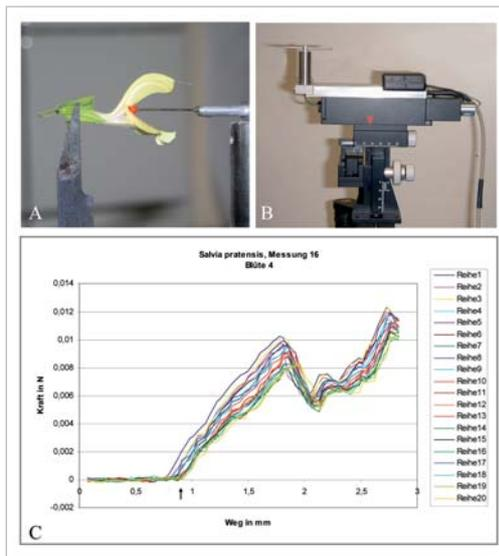 A
B
Salvia pratensis, Messung 16
Blüte 4
Kraft in N
0,014
0,012
0,01
0,008
0,006
0,004
0,002
0
-0,002
0
0,5
1
1,5
2
2,5
3
Weg in mm
Reihe1
Reihe2
Reihe3
Reihe4
Reihe5
Reihe6
Reihe7
Reihe8
Reihe9
Reihe10
Reihe11
Reihe12
Reihe13
Reihe14
Reihe15
Reihe16
Reihe17
Reihe18
Reihe19
Reihe20
C